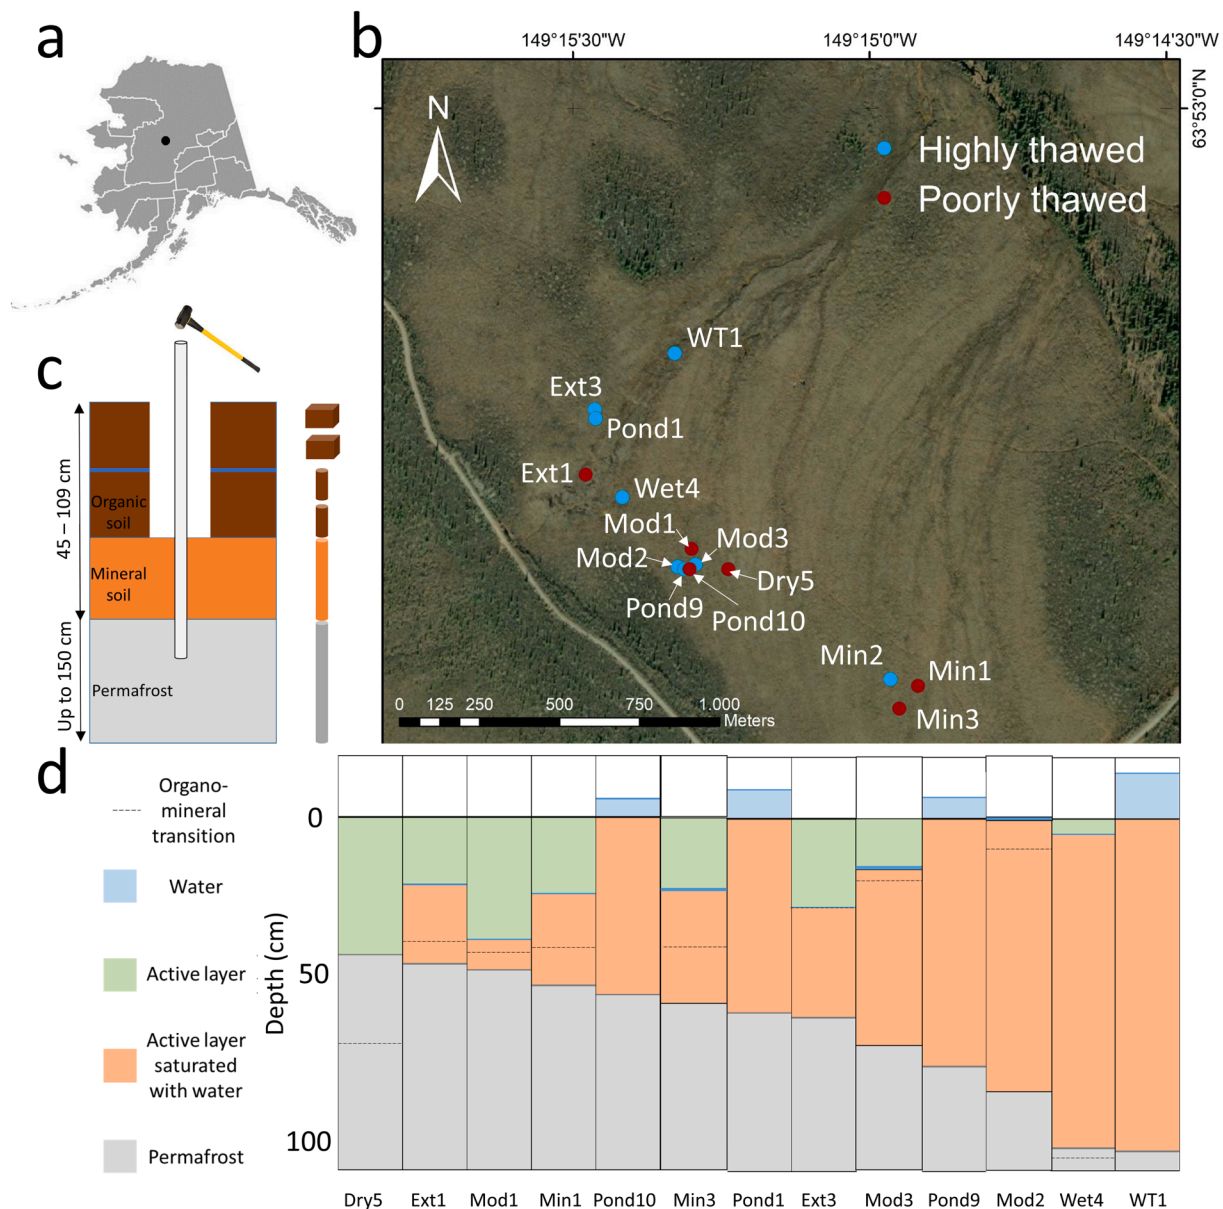 a
b
149°15'30"W
149°15'0"W
149°14'30"W
63°53'0"N
N
Highly thawed
Poorly thawed
WT1
Ext3
Pond1
Ext1
Wet4
Mod1
Mod3
Mod2
Dry5
Pond9
Pond10
Min2
Min1
Min3
0 125 250 500 750 1.000
Meters
c
45 – 109 cm
Up to 150 cm
Organic
soil
Mineral
soil
Permafrost
d
Organo-
mineral
transition
Water
Active layer
Active layer
saturated
with water
Permafrost
Depth (cm)
0
50
100
Dry5 Ext1 Mod1 Min1 Pond10 Min3 Pond1 Ext3 Mod3 Pond9 Mod2 Wet4 WT1